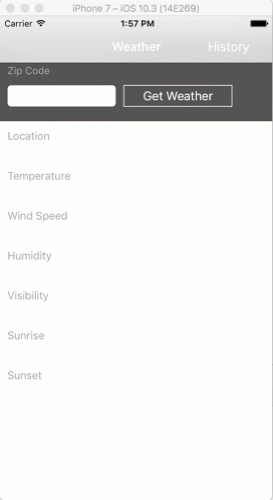 iPhone 7 – iOS 10.3 (14E269)
Carrier 1:57 PM
Weather History
Zip Code
Get Weather
Location
Temperature
Wind Speed
Humidity
Visibility
Sunrise
Sunset